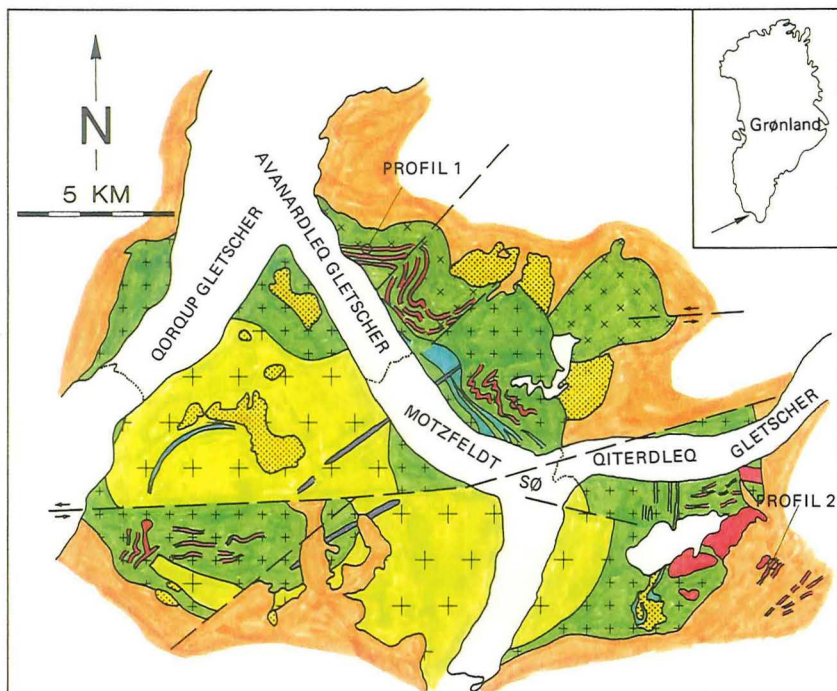 N
5 KM
Grønland
PROFIL 1
AVANARDLEQ GLETSCHER
QORQUP GLETSCHER
MOTZFELDT
SØ
QITERDLEQ
GLETSCHER
PROFIL 2